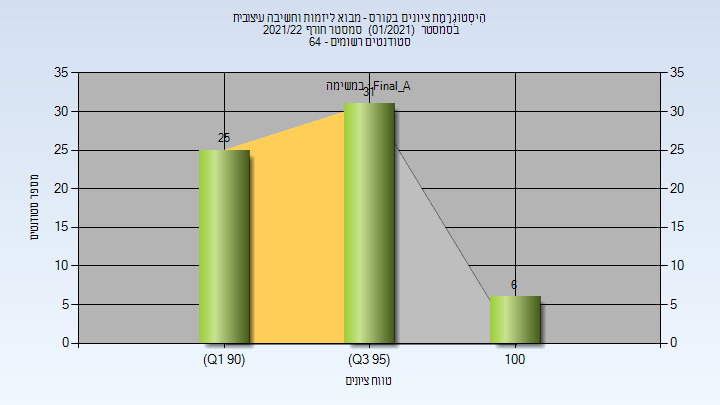 היסטוגרמת ציונים בקורס - מבוא ליזמות וחשיבה עיצובית
בסמסטר (01/2021) סמסטר חורף 2021/22
סטודנטים רשומים - 64
במשימה : Final_A
35 35
30 30
25 25
20 20
15 15
10 10
5 5
0 0
25
31
6
מספר סטודנטים
(Q1 90) (Q3 95) 100
טווח ציונים